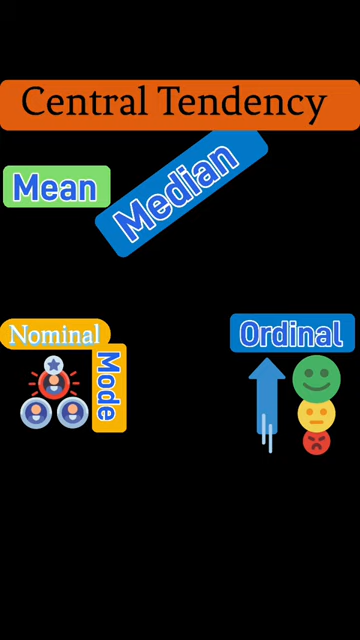 Central Tendency
Mean
Median
Nominal
Mode
Ordinal